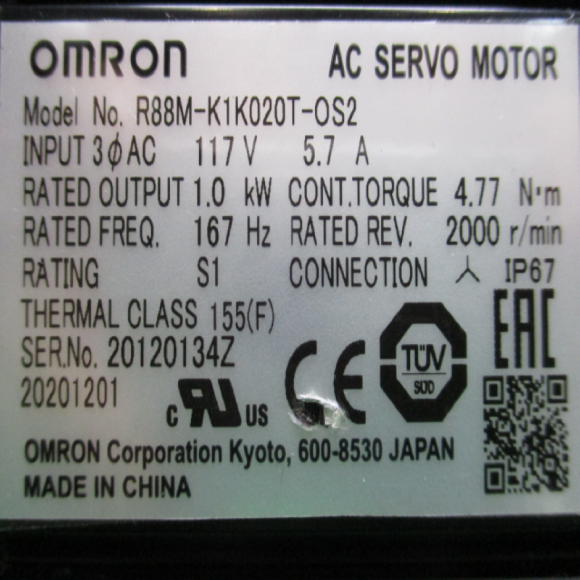 OMRON AC SERVO MOTOR
Model No. R88M-K1K020T-OS2
INPUT 3ϕAC 117 V 5.7 A
RATED OUTPUT 1.0 kW CONT.TORQUE 4.77 N·m
RATED FREQ. 167 Hz RATED REV. 2000 r/min
RATING S1 CONNECTION 人 IP67
THERMAL CLASS 155(F)
SER.No. 20120134Z
20201201
c RU US CE TÜV SÜD EAC
OMRON Corporation Kyoto, 600-8530 JAPAN
MADE IN CHINA